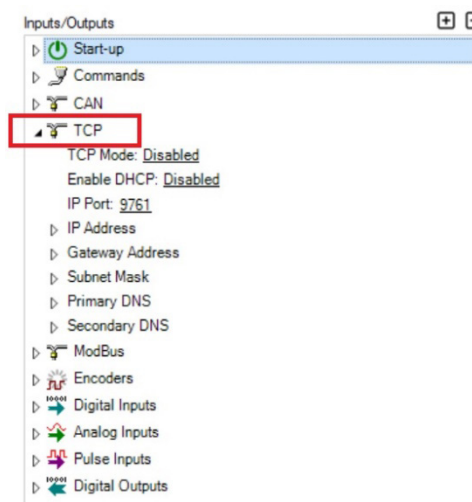 Inputs/Outputs
Start-up
Commands
CAN
TCP
TCP Mode: Disabled
Enable DHCP: Disabled
IP Port: 9761
IP Address
Gateway Address
Subnet Mask
Primary DNS
Secondary DNS
ModBus
Encoders
Digital Inputs
Analog Inputs
Pulse Inputs
Digital Outputs